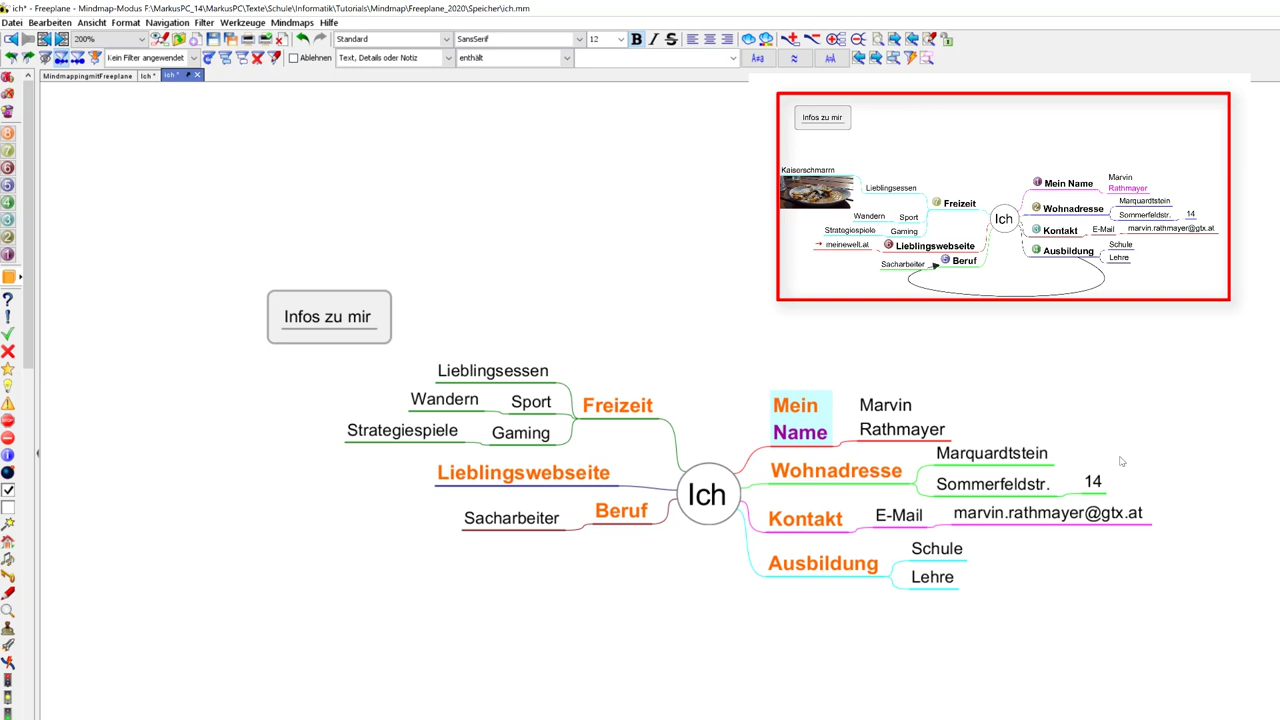 ich* - Freeplane - Mindmap-Modus F:\MarkusPC_14\MarkusPC\Texte\Schule\Informatik\Tutorials\Mindmap\Freeplane_2020\Speicher\ich.mm
Datei Bearbeiten Ansicht Format Navigation Filter Werkzeuge Mindmaps Hilfe
200% Standard SansSerif 12 B I S
Kein Filter angewendet Ablehnen Text, Details oder Notiz enthält A≠a ≈
MindmappingmitFreeplane Ich * ich *
Infos zu mir
Kaiserschmarrn
Lieblingsessen
Freizeit
Wandern Sport
Strategiespiele Gaming
meinewelt.at Lieblingswebseite
Sacharbeiter Beruf
Ich
Mein Name Marvin
Rathmayer
Wohnadresse Marquardtstein
Sommerfeldstr. 14
Kontakt E-Mail marvin.rathmayer@gtx.at
Ausbildung Schule
Lehre
Infos zu mir
Lieblingsessen
Wandern Sport Freizeit
Strategiespiele Gaming
Lieblingswebseite
Sacharbeiter Beruf
Ich
Mein Marvin
Name Rathmayer
Wohnadresse Marquardtstein
Sommerfeldstr. 14
Kontakt E-Mail marvin.rathmayer@gtx.at
Ausbildung Schule
Lehre